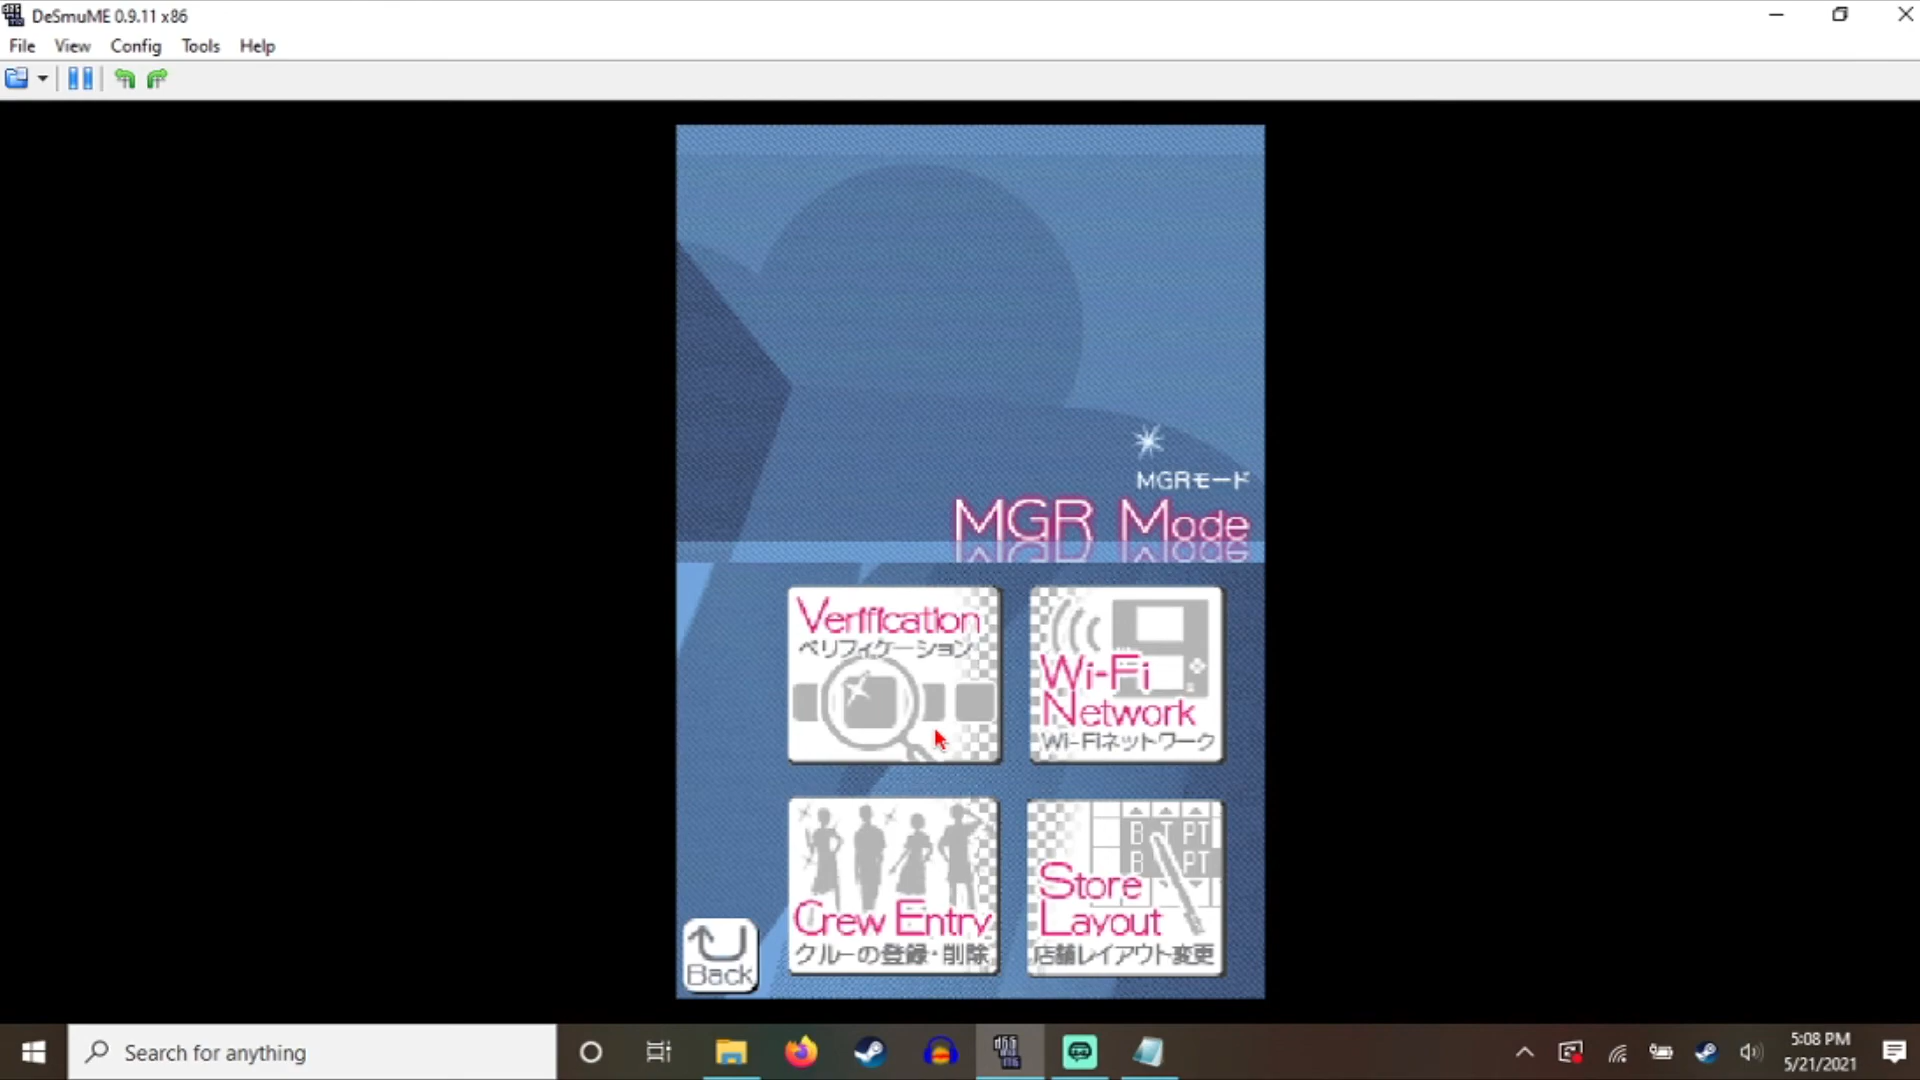 DeSmuME 0.9.11 x86
File View Config Tools Help
MGRモード
MGR Mode
Verification
ベリフィケーション
Wi-Fi
Network
Wi-Fiネットワーク
Crew Entry
クルーの登録・削除
Store
Layout
店舗レイアウト変更
B T PT
B PT
Back
Search for anything
5:08 PM
5/21/2021